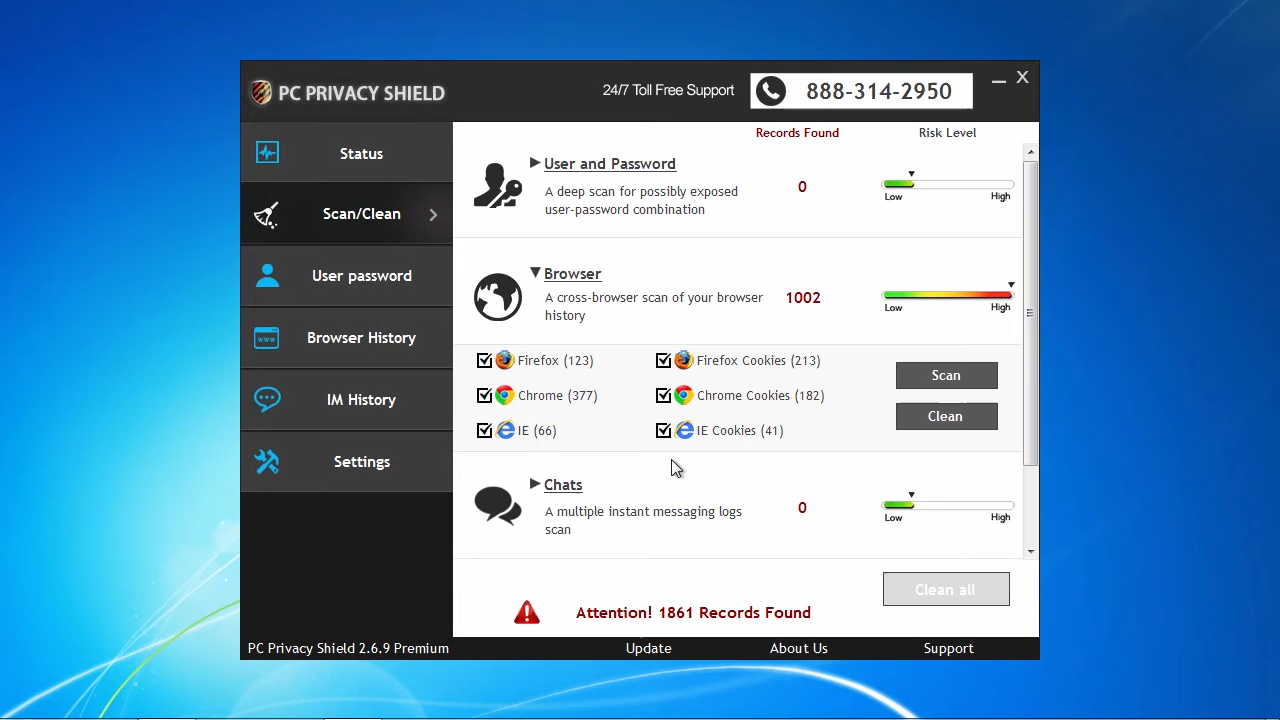 PC PRIVACY SHIELD
24/7 Toll Free Support
888-314-2950
Status
Scan/Clean
User password
Browser History
IM History
Settings
Records Found
Risk Level
User and Password
A deep scan for possibly exposed
user-password combination
0
Low
High
Browser
A cross-browser scan of your browser
history
1002
Low
High
Firefox (123)
Firefox Cookies (213)
Chrome (377)
Chrome Cookies (182)
IE (66)
IE Cookies (41)
Scan
Clean
Chats
A multiple instant messaging logs
scan
0
Low
High
Attention! 1861 Records Found
Clean all
PC Privacy Shield 2.6.9 Premium
Update
About Us
Support